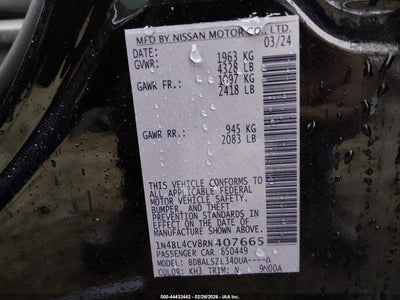 MFD BY NISSAN MOTOR CO., LTD.
DATE: 03/24
GVWR: 1963 KG
4328 LB
GAWR FR.: 1097 KG
2418 LB
GAWR RR.: 945 KG
2083 LB
THIS VEHICLE CONFORMS TO
ALL APPLICABLE FEDERAL
MOTOR VEHICLE SAFETY,
BUMPER, AND THEFT
PREVENTION STANDARDS
IN EFFECT ON THE DATE OF
MANUFACTURE SHOWN ABOVE.
1N4BL4CV8RN407665
PASSENGER CAR 650449
MODEL: BDBALSZL34DUA----A
COLOR: KH3 TRIM: N 9N00A
000-44432442 | 02/26/2026 | IAA Inc.